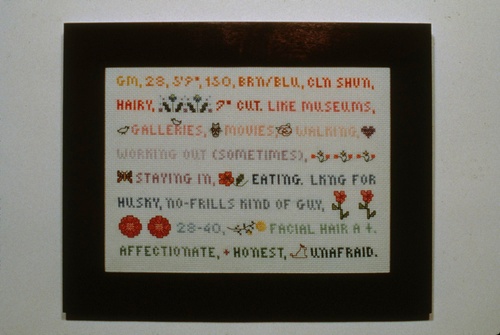 GM, 28, 5'9", 150, BRN/BLU, CLN SHVN,
HAIRY, 7" CUT. LIKE MUSEUMS,
GALLERIES, MOVIES, WALKING,
WORKING OUT (SOMETIMES),
STAYING IN, EATING. LKNG FOR
HUSKY, NO-FRILLS KIND OF GUY,
28-40, FACIAL HAIR A +.
AFFECTIONATE, + HONEST, UNAFRAID.